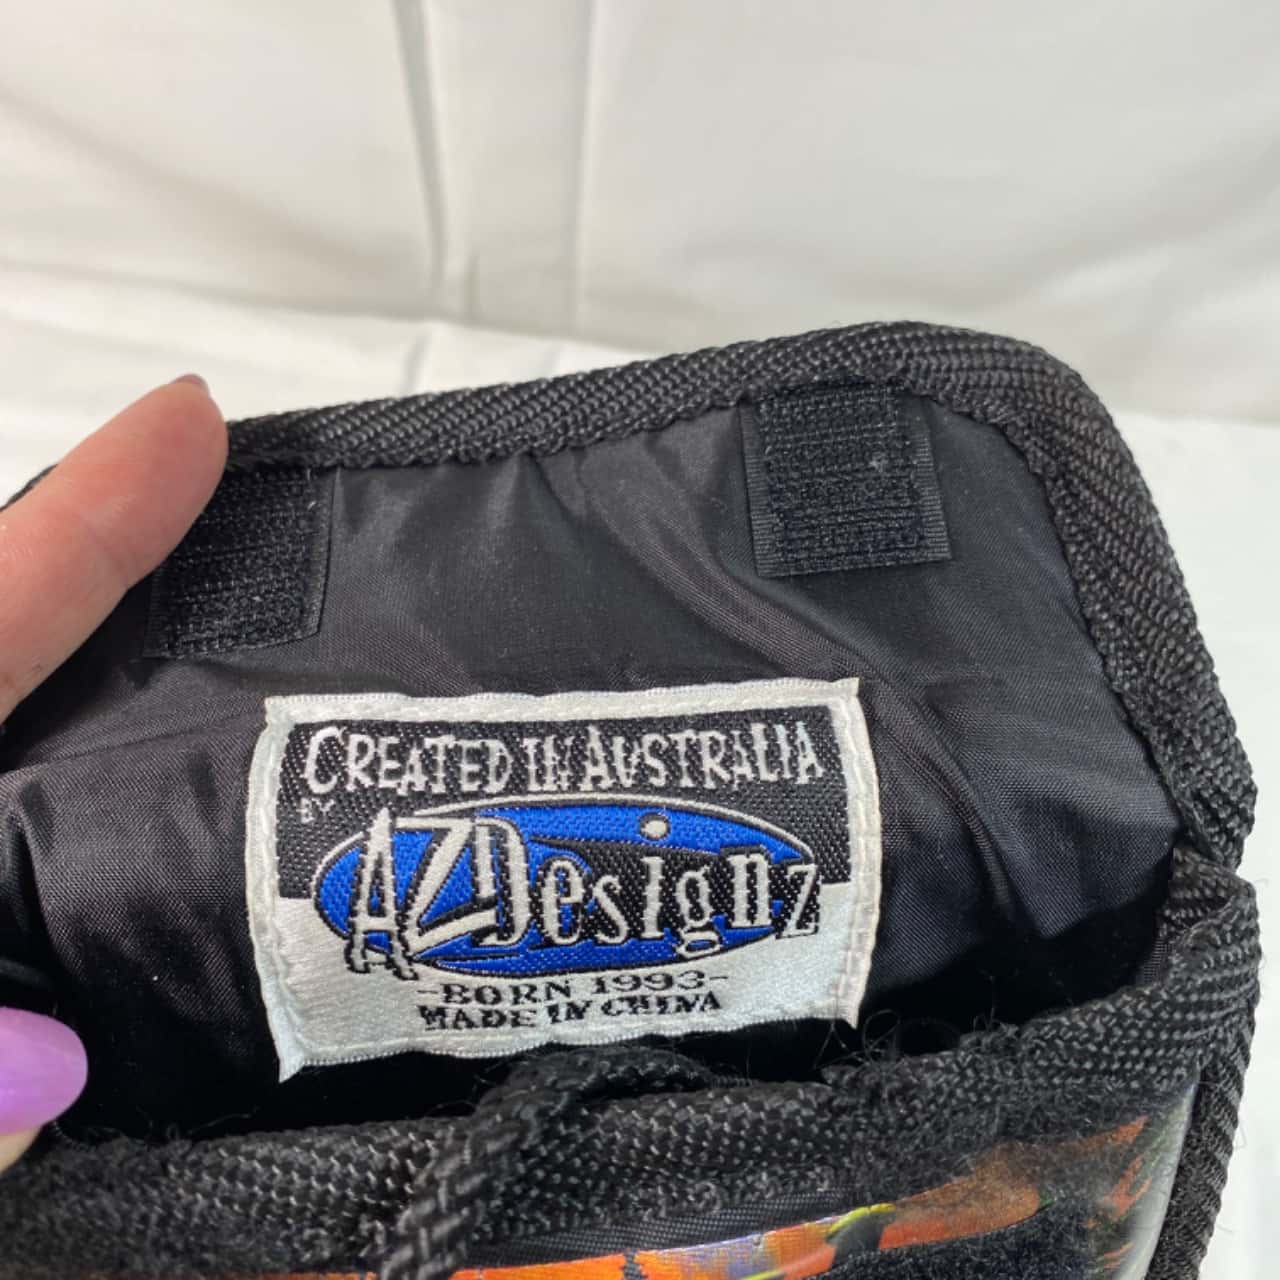 CREATED IN AUSTRALIA
BY
AZDesignz
-BORN 1993-
MADE IN CHINA